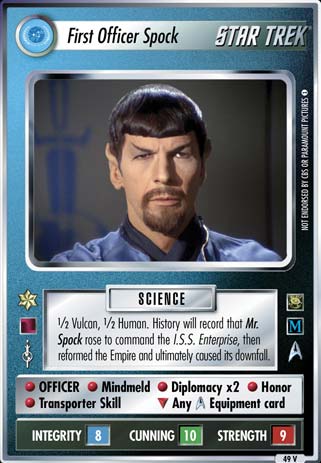 First Officer Spock
STAR TREK
NOT ENDORSED BY CBS OR PARAMOUNT PICTURES
SCIENCE
½ Vulcan, ½ Human. History will record that Mr.
Spock rose to command the I.S.S. Enterprise, then
reformed the Empire and ultimately caused its downfall.
M
OFFICER Mindmeld Diplomacy x2 Honor
Transporter Skill Any Equipment card
INTEGRITY 8 CUNNING 10 STRENGTH 9
49 V